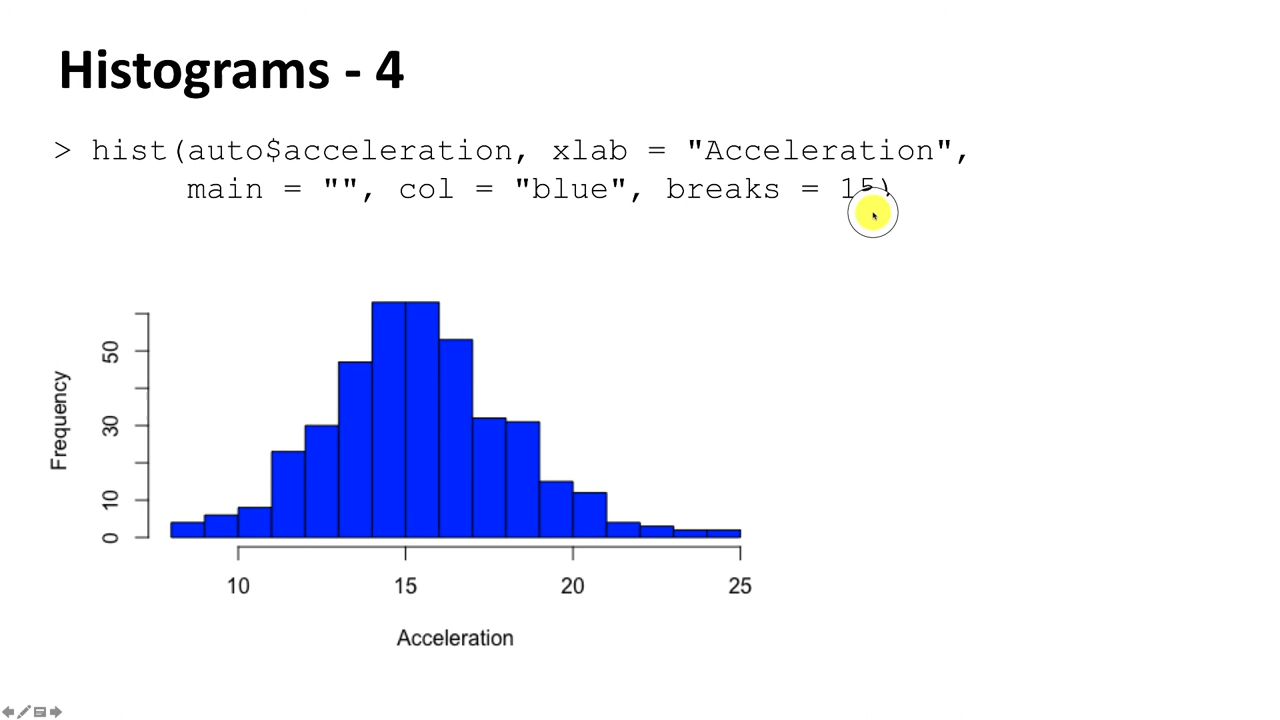 Histograms - 4
> hist(auto$acceleration, xlab = "Acceleration",
main = "", col = "blue", breaks = 15)
50
30
10
0
Frequency
10 15 20 25
Acceleration